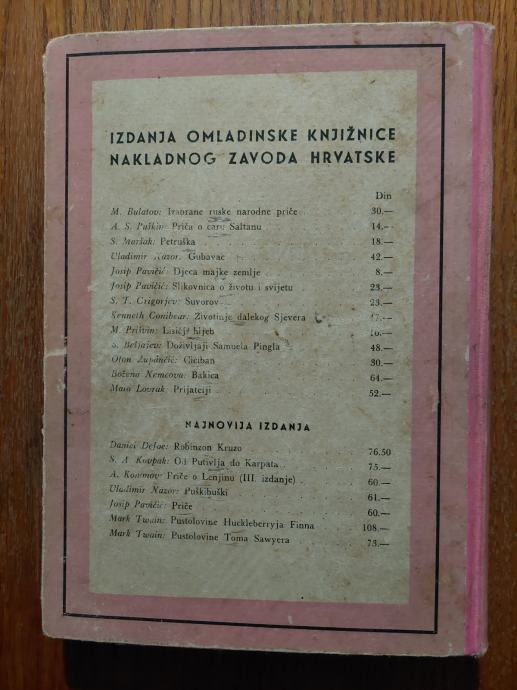 IZDANJA OMLADINSKE KNJIŽNICE
NAKLADNOG ZAVODA HRVATSKE
Din
M. Bulatov: Izabrane ruske narodne priče 30.—
A. S. Puškin: Priča o caru Saltanu 14.—
S. Maršak: Petruška 18.—
Vladimir Nazor: Gubavac 42.—
Josip Pavičić: Djeca majke zemlje 8.—
Josip Pavičić: Slikovnica o životu i svijetu 23.—
S. T. Grigorjev: Suvorov 23.—
Kenneth Conibear: Životinje dalekog Sjevera
M. Prišvin: Lisičji hljeb
S. Beljajev: Doživljaji Samuela Pingla 48.—
Oton Župančič: Ciciban 30.—
Božena Nemcova: Bakica 64.—
Mato Lovrak: Prijatelji 52.—
NAJNOVIJA IZDANJA
Daniel Defoe: Robinzon Kruzo 76.50
S. A. Kovpak: Od Putivlja do Karpata 75.—
A. Kononov: Priče o Lenjinu (III. izdanje) 60.—
Vladimir Nazor: Puškibuški 61.—
Josip Pavičić: Priče 60.—
Mark Twain: Pustolovine Huckleberryja Finna 108.—
Mark Twain: Pustolovine Toma Sawyera 73.—